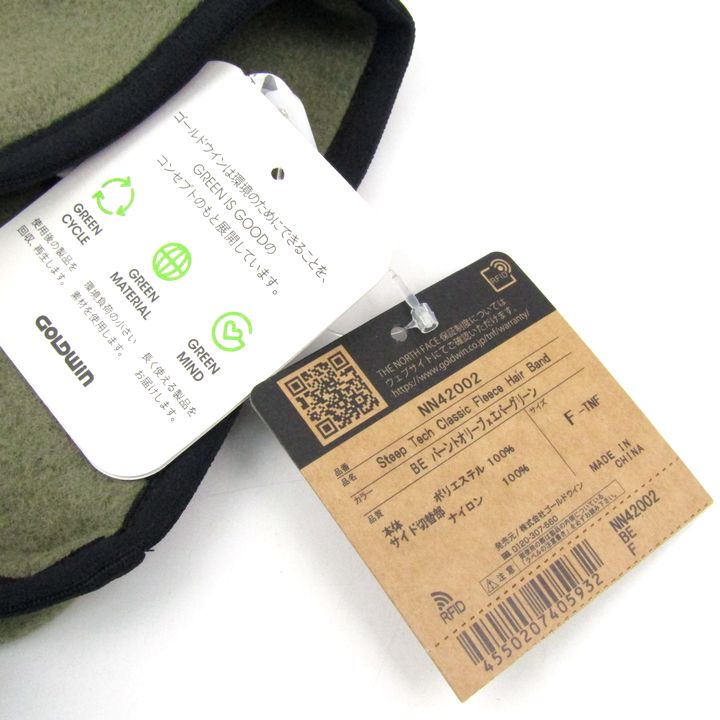 ゴールドウインは環境のためにできることを、
GREEN IS GOODの
コンセプトのもと展開しています。
GREEN
CYCLE
使用後の製品を
回収、再生します。
GREEN
MATERIAL
環境負荷の小さい
素材を使用します。
GREEN
MIND
長く使える製品を
お届けします。
GOLDWIN
RFID
THE NORTH FACE 保証制度については
ウェブサイトにてご確認いただけます。
https://www.goldwin.co.jp/tnf/warranty/
品番 NN42002
品名 Steep Tech Classic Fleece Hair Band
カラー BE バーントオリーブ×エバーグリーン
サイズ F -TNF
品質
本体 ポリエステル 100%
サイド切替部 ナイロン 100%
MADE IN
CHINA
発売元/株式会社ゴールドウイン
0120-307-560
注意
NN42002
BE
F
RFID
4550207405932